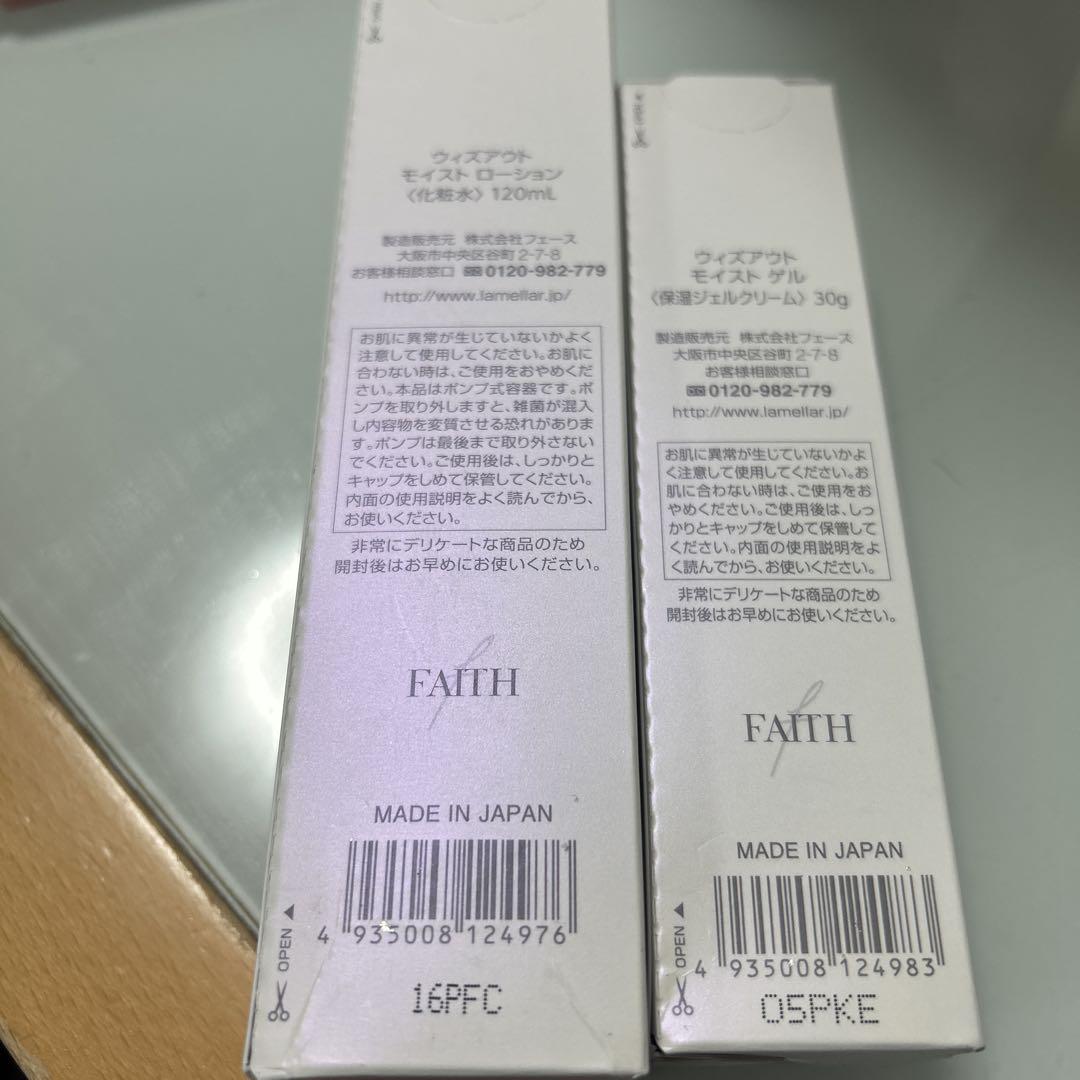 ウィズアウト
モイスト ローション
〈化粧水〉 120mL
製造販売元 株式会社フェース
大阪市中央区谷町2-7-8
お客様相談窓口 0120-982-779
http://www.lamellar.jp/
お肌に異常が生じていないかよく
注意して使用してください。お肌に
合わない時は、ご使用をおやめくだ
さい。本品はポンプ式容器です。ポ
ンプを取り外しますと、雑菌が混入
し内容物を変質させる恐れがありま
す。ポンプは最後まで取り外さない
でください。ご使用後は、しっかりと
キャップをしめて保管してください。
内面の使用説明をよく読んでから、
お使いください。
非常にデリケートな商品のため
開封後はお早めにお使いください。
FAITH
MADE IN JAPAN
OPEN
4 935008 124976
16PFC
ウィズアウト
モイスト ゲル
〈保湿ジェルクリーム〉 30g
製造販売元 株式会社フェース
大阪市中央区谷町2-7-8
お客様相談窓口
0120-982-779
http://www.lamellar.jp/
お肌に異常が生じていないかよ
く注意して使用してください。お
肌に合わない時は、ご使用をお
やめください。ご使用後は、しっ
かりとキャップをしめて保管して
ください。内面の使用説明をよ
く読んでから、お使いください。
非常にデリケートな商品のため
開封後はお早めにお使いください。
FAITH
MADE IN JAPAN
OPEN
4 935008 124983
05PKE